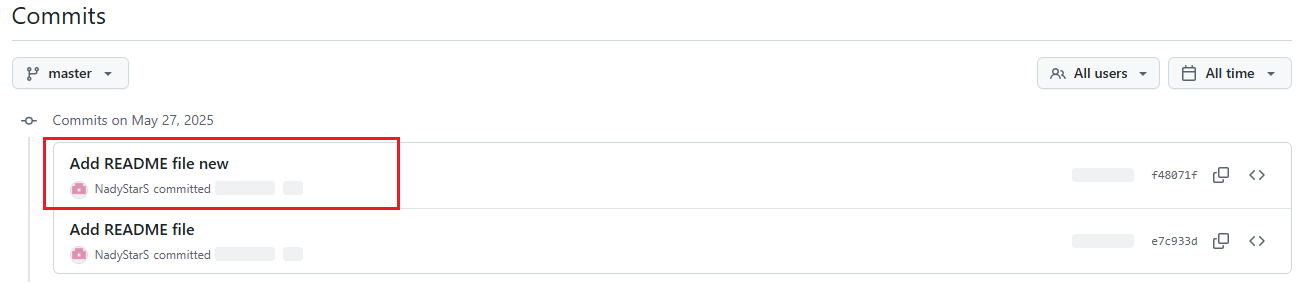 Commits
master
All users
All time
Commits on May 27, 2025
Add README file new
NadyStarS committed
f48071f
Add README file
NadyStarS committed
e7c933d